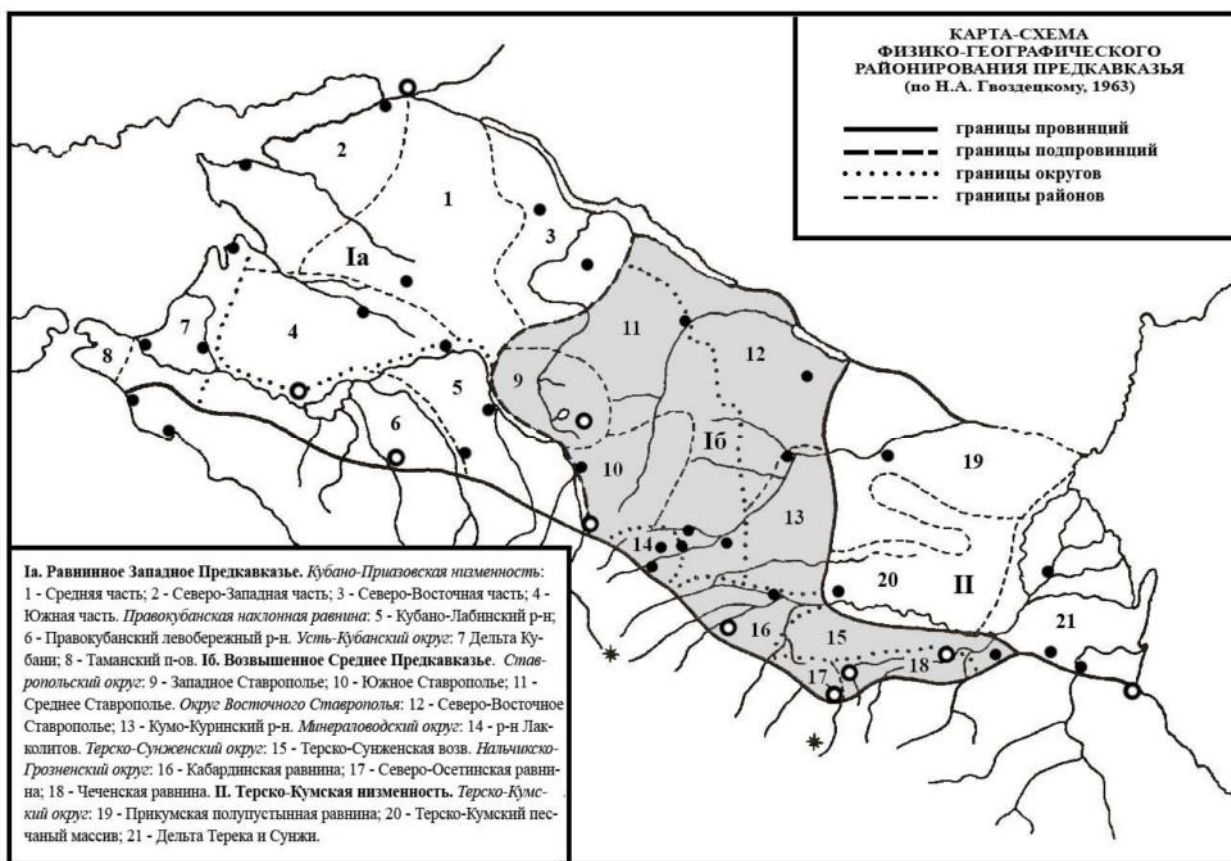 КАРТА-СХЕМА
ФИЗИКО-ГЕОГРАФИЧЕСКОГО
РАЙОНИРОВАНИЯ ПРЕДКАВКАЗЬЯ
(по Н.А. Гвоздецкому, 1963)
границы провинций
границы подпровинций
границы округов
границы районов
2
1
3
Iа
11
7
4
12
8
9
5
6
Iб
19
10
13
14
20
II
21
16
15
18
17
Iа. Равнинное Западное Предкавказье. Кубано-Приазовская низменность:
1 - Средняя часть; 2 - Северо-Западная часть; 3 - Северо-Восточная часть; 4 -
Южная часть. Правокубанская наклонная равнина: 5 - Кубано-Лабинский р-н;
6 - Правокубанский левобережный р-н. Усть-Кубанский округ: 7 Дельта Ку-
бани; 8 - Таманский п-ов. Iб. Возвышенное Среднее Предкавказье. Став-
ропольский округ: 9 - Западное Ставрополье; 10 - Южное Ставрополье; 11 -
Среднее Ставрополье. Округ Восточного Ставрополья: 12 - Северо-Восточное
Ставрополье; 13 - Кумо-Куринский р-н. Минераловодский округ: 14 - р-н Лак-
колитов. Терско-Сунженский округ: 15 - Терско-Сунженская возв. Нальчикско-
Грозненский округ: 16 - Кабардинская равнина; 17 - Северо-Осетинская равни-
на; 18 - Чеченская равнина. II. Терско-Кумская низменность. Терско-Кумс-
кий округ: 19 - Прикумская полупустынная равнина; 20 - Терско-Кумский пес-
чаный массив; 21 - Дельта Терека и Сунжи.